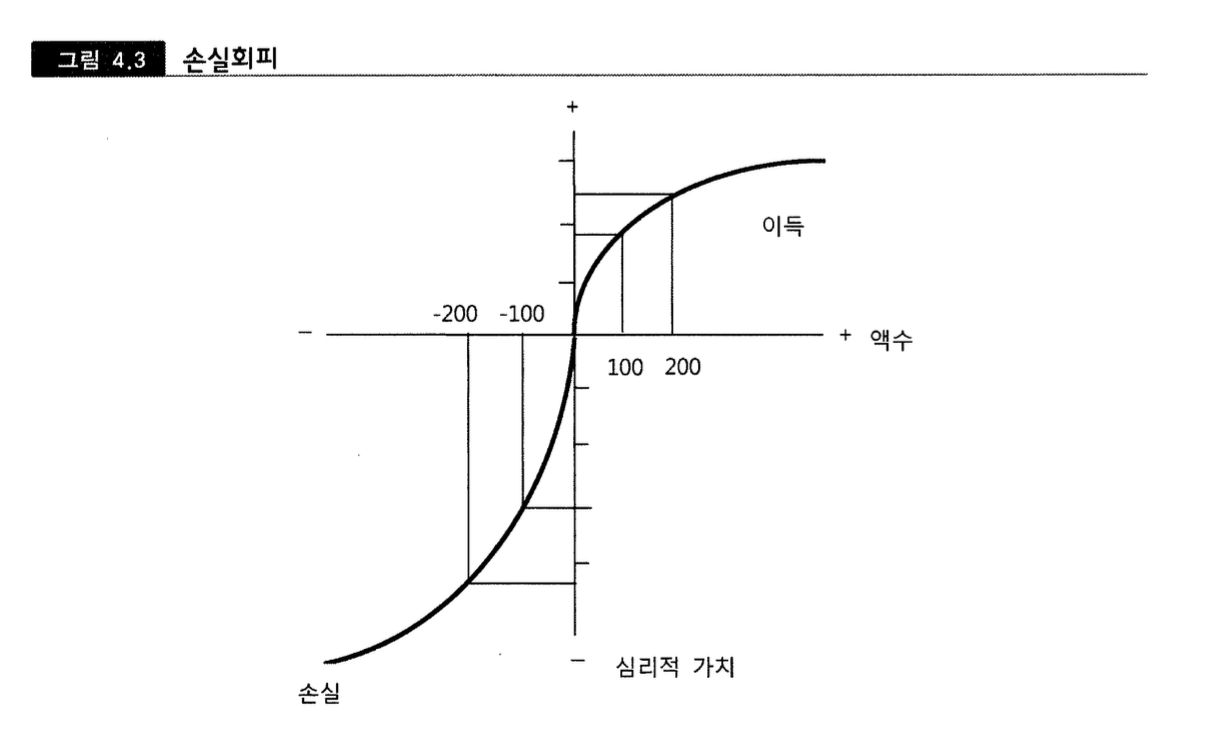 그림 4.3 손실회피
+
이득
-200 -100
− + 액수
100 200
− 심리적 가치
손실